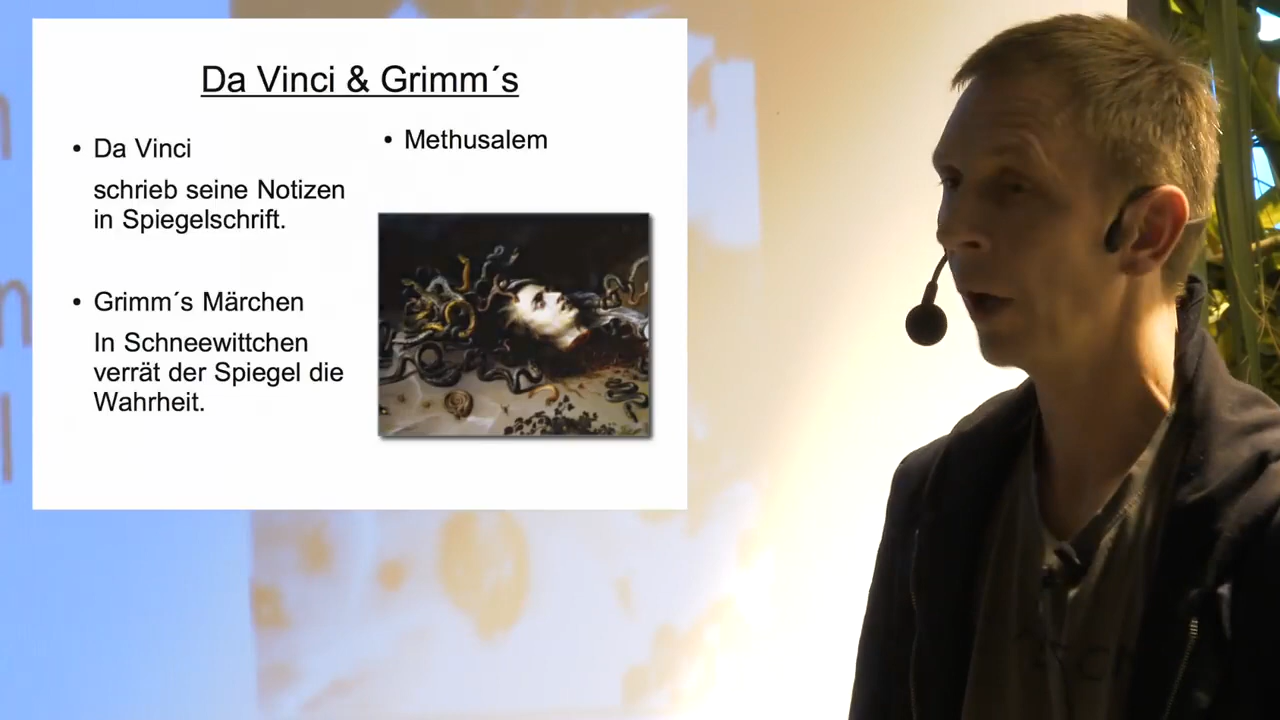 Da Vinci & Grimm´s
• Da Vinci
schrieb seine Notizen
in Spiegelschrift.
• Grimm´s Märchen
In Schneewittchen
verrät der Spiegel die
Wahrheit.
• Methusalem